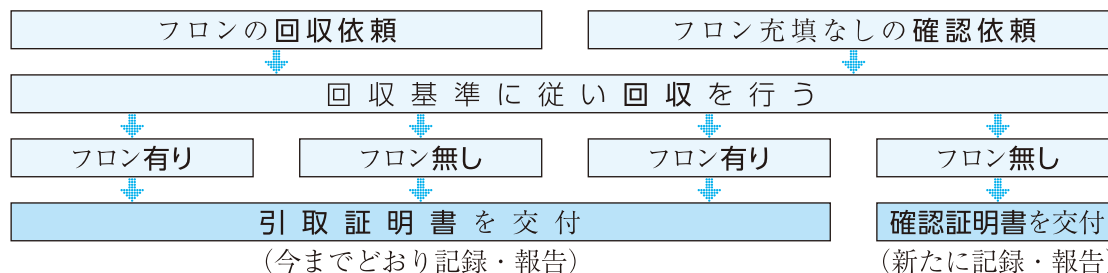 フロンの回収依頼
フロン充填なしの確認依頼
回収基準に従い回収を行う
フロン有り
フロン無し
フロン有り
フロン無し
引取証明書を交付
確認証明書を交付
（今までどおり記録・報告）
（新たに記録・報告）